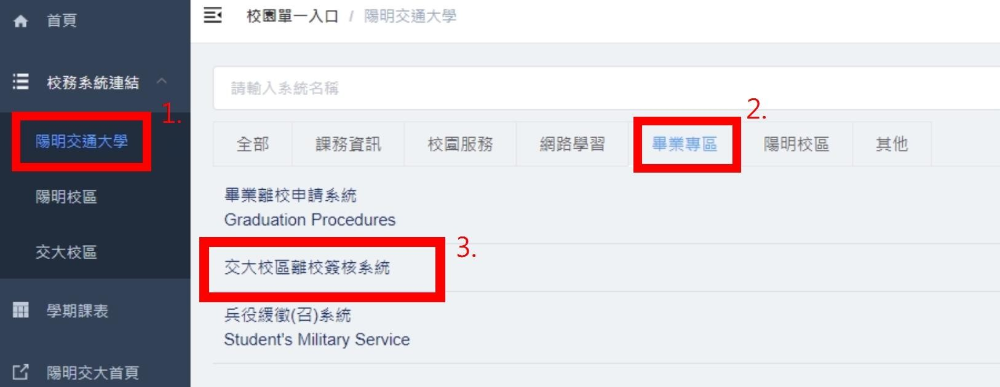 首頁
校務系統連結
1.
陽明交通大學
陽明校區
交大校區
學期課表
陽明交大首頁
校園單一入口 / 陽明交通大學
請輸入系統名稱
2.
全部 課務資訊 校園服務 網路學習 畢業專區 陽明校區 其他
畢業離校申請系統
Graduation Procedures
3.
交大校區離校簽核系統
兵役緩徵(召)系統
Student's Military Service